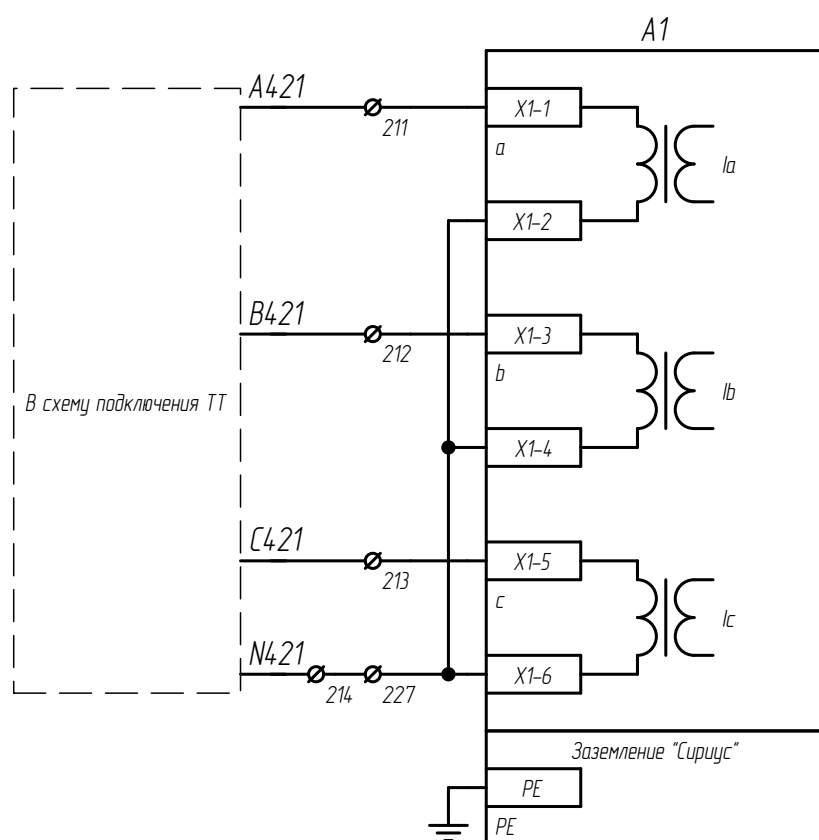 A1
A421
211
X1-1
a
Ia
X1-2
B421
212
X1-3
b
Ib
В схему подключения ТТ
X1-4
C421
213
X1-5
c
Ic
N421
214
227
X1-6
Заземление "Сириус"
PE
PE